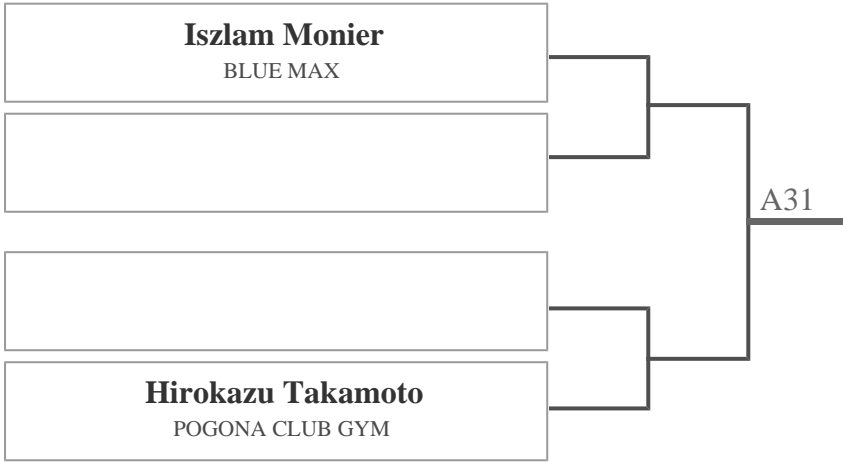 Iszlam Monier
BLUE MAX
A31
Hirokazu Takamoto
POGONA CLUB GYM